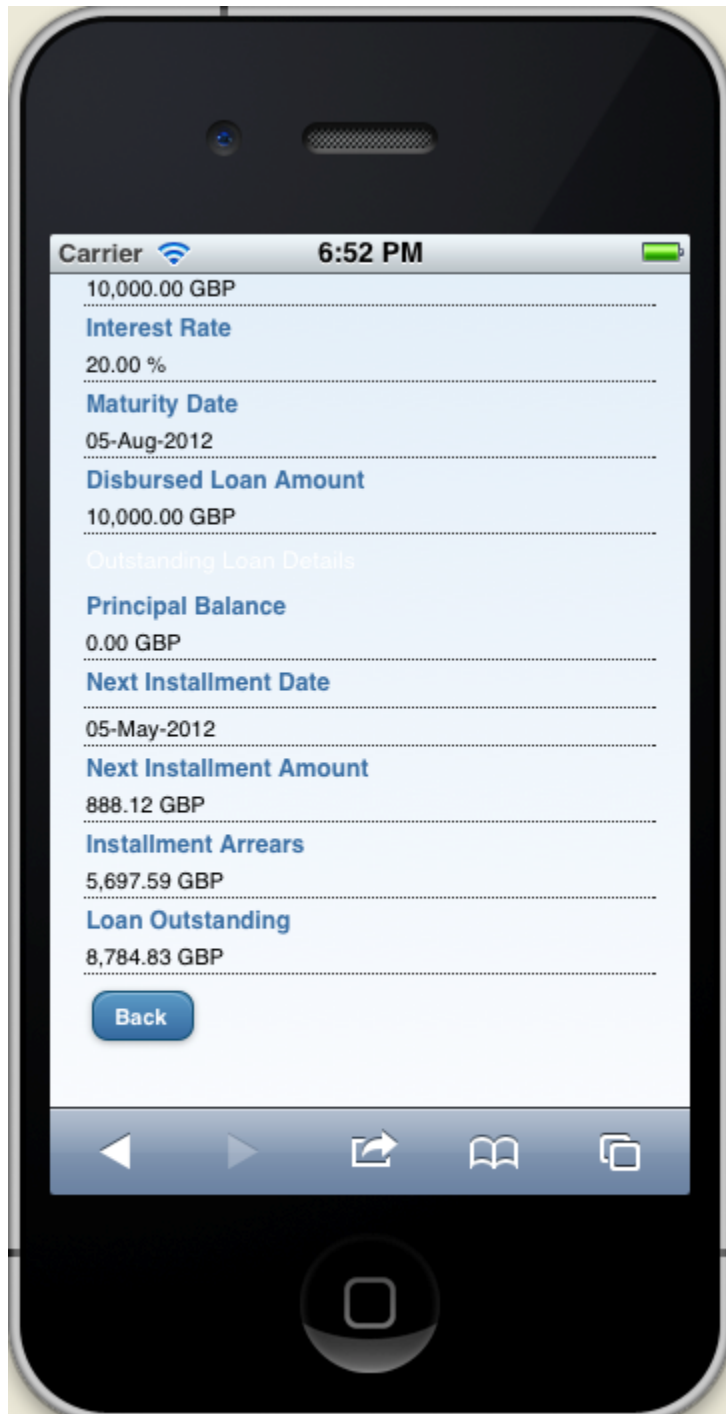 Carrier
6:52 PM
10,000.00 GBP
Interest Rate
20.00 %
Maturity Date
05-Aug-2012
Disbursed Loan Amount
10,000.00 GBP
Outstanding Loan Details
Principal Balance
0.00 GBP
Next Installment Date
05-May-2012
Next Installment Amount
888.12 GBP
Installment Arrears
5,697.59 GBP
Loan Outstanding
8,784.83 GBP
Back